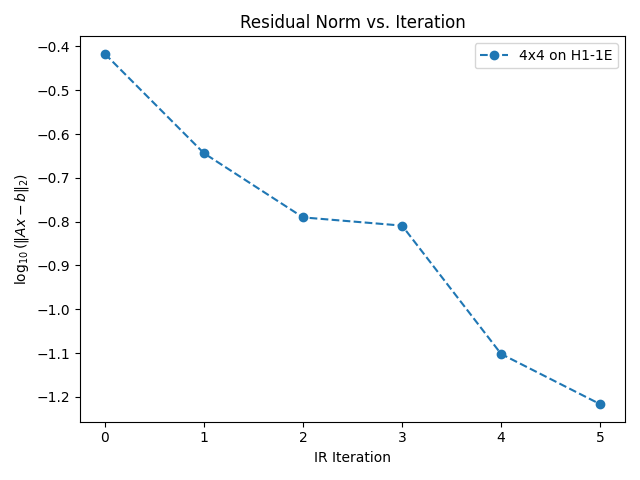 Residual Norm vs. Iteration
4x4 on H1-1E
−0.4
−0.5
−0.6
−0.7
−0.8
−0.9
−1.0
−1.1
−1.2
log₁₀(‖Ax − b‖₂)
0 1 2 3 4 5
IR Iteration